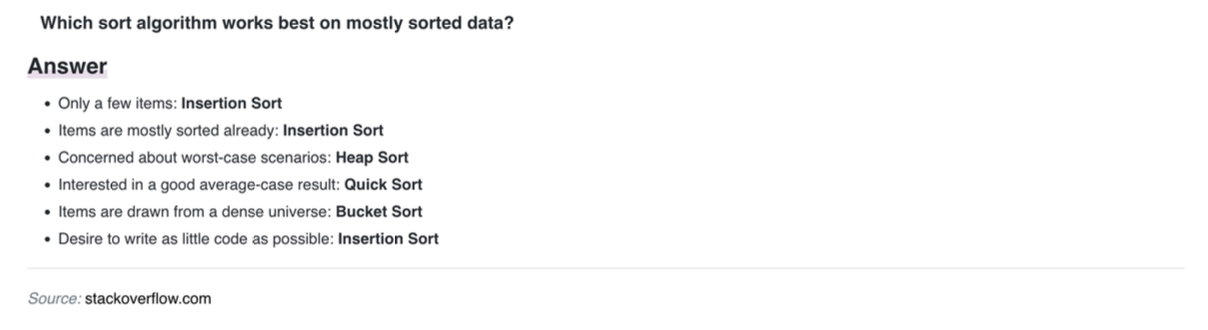 Which sort algorithm works best on mostly sorted data?
Answer
• Only a few items: Insertion Sort
• Items are mostly sorted already: Insertion Sort
• Concerned about worst-case scenarios: Heap Sort
• Interested in a good average-case result: Quick Sort
• Items are drawn from a dense universe: Bucket Sort
• Desire to write as little code as possible: Insertion Sort
Source: stackoverflow.com